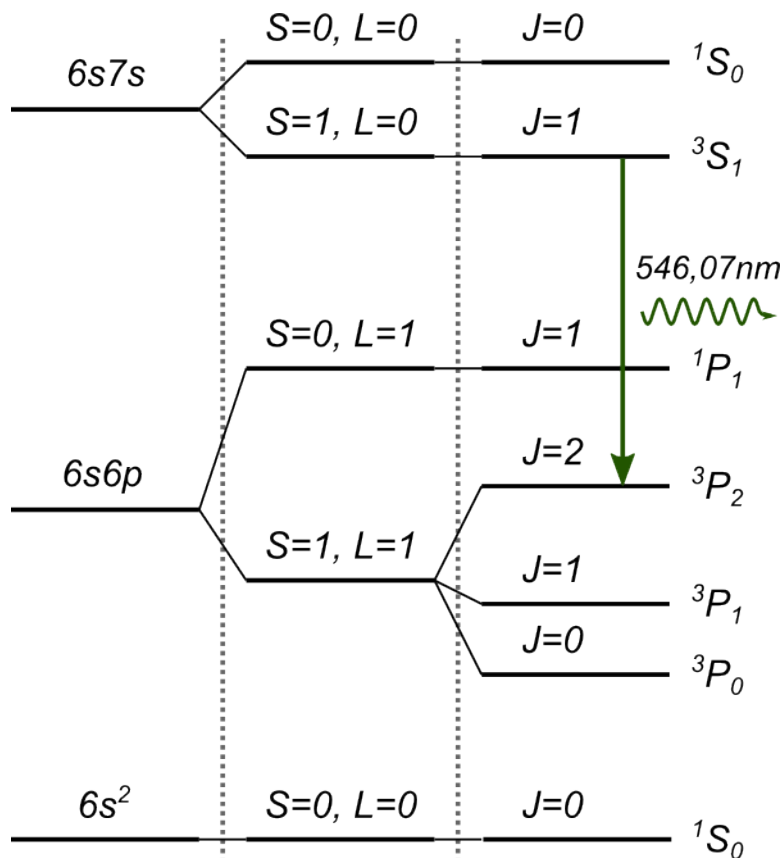 S=0, L=0 J=0 ¹S₀
6s7s
S=1, L=0 J=1 ³S₁
546,07nm
S=0, L=1 J=1 ¹P₁
J=2 ³P₂
6s6p
S=1, L=1 J=1 ³P₁
J=0 ³P₀
6s² S=0, L=0 J=0 ¹S₀